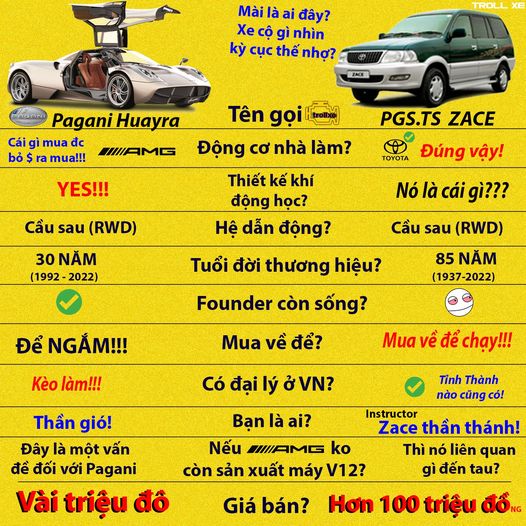 TROLL XE
Mài là ai đây?
Xe cộ gì nhìn
kỳ cục thế nhợ?
ZACE
Pagani Huayra
Tên gọi
trollxe
PGS.TS ZACE
Cái gì mua đc
bỏ $ ra mua!!!
AMG
Động cơ nhà làm?
TOYOTA
Đúng vậy!
YES!!!
Thiết kế khí
động học?
Nó là cái gì???
Cầu sau (RWD)
Hệ dẫn động?
Cầu sau (RWD)
30 NĂM
(1992 - 2022)
Tuổi đời thương hiệu?
85 NĂM
(1937-2022)
Founder còn sống?
Để NGẮM!!!
Mua về để?
Mua về để chạy!!!
Kèo làm!!!
Có đại lý ở VN?
Tỉnh Thành
nào cũng có!
Thần gió!
Bạn là ai?
Instructor
Zace thần thánh!
Đây là một vấn
đề đối với Pagani
Nếu AMG ko
còn sản xuất máy V12?
Thì nó liên quan
gì đến tau?
Vài triệu đô
Giá bán?
Hơn 100 triệu đồNG